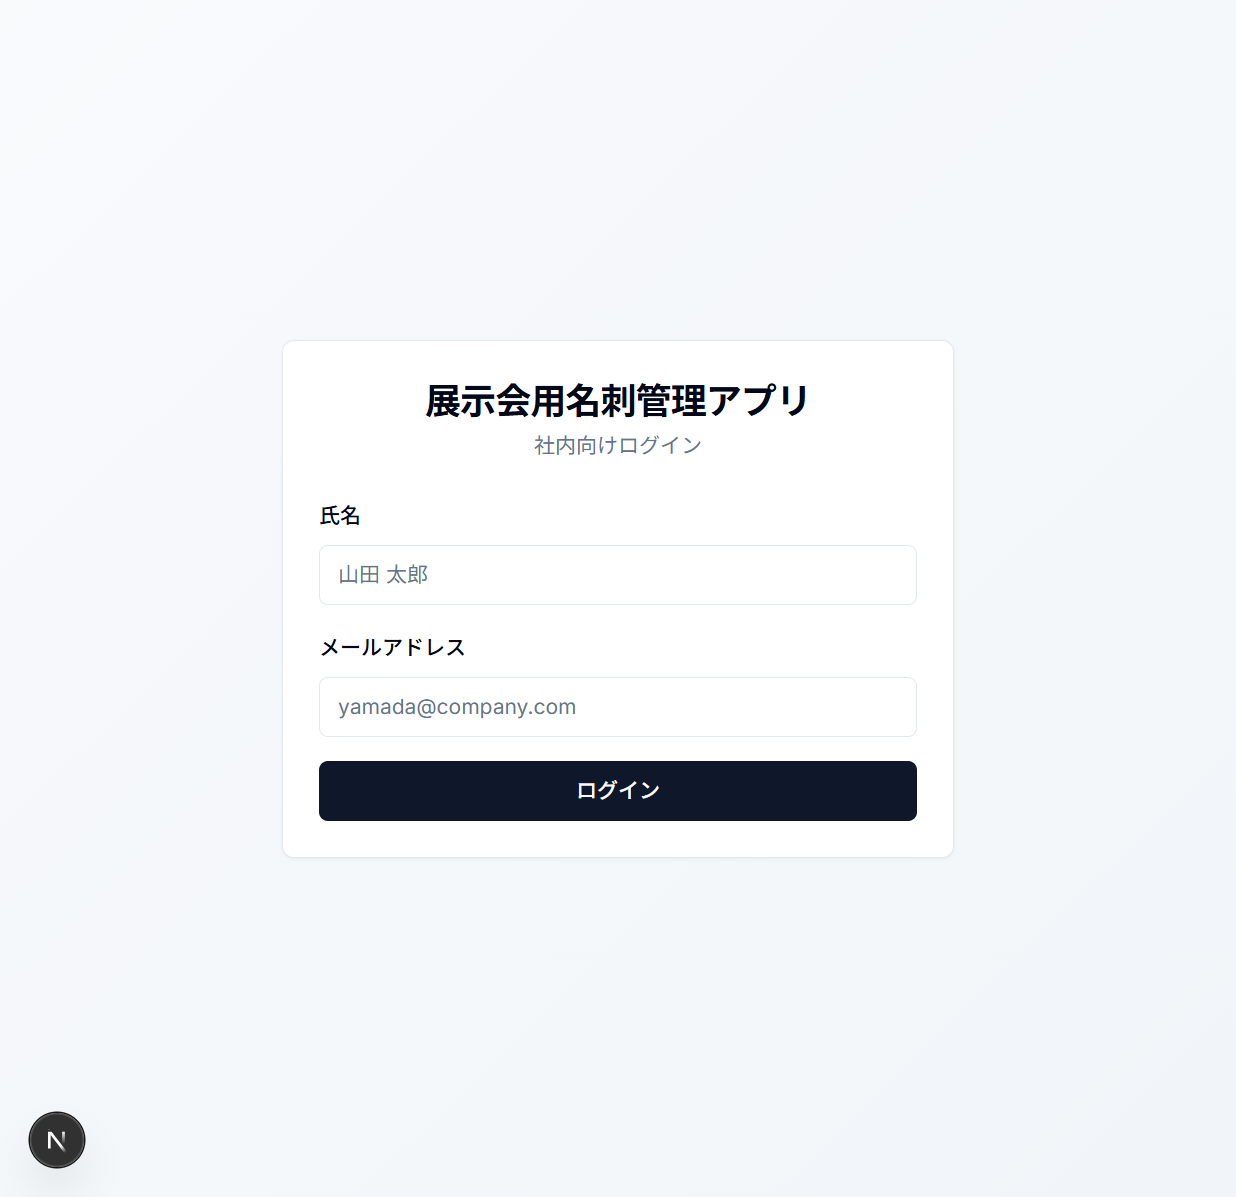 展示会用名刺管理アプリ
社内向けログイン
氏名
山田 太郎
メールアドレス
yamada@company.com
ログイン
N